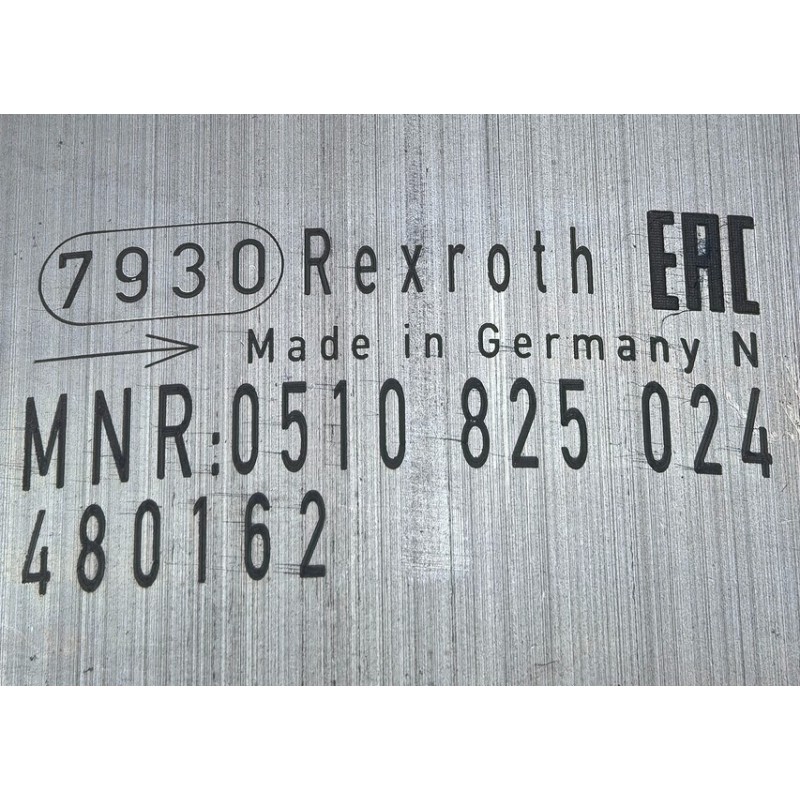 7930 Rexroth EAC
Made in Germany N
MNR:0510 825 024
480162